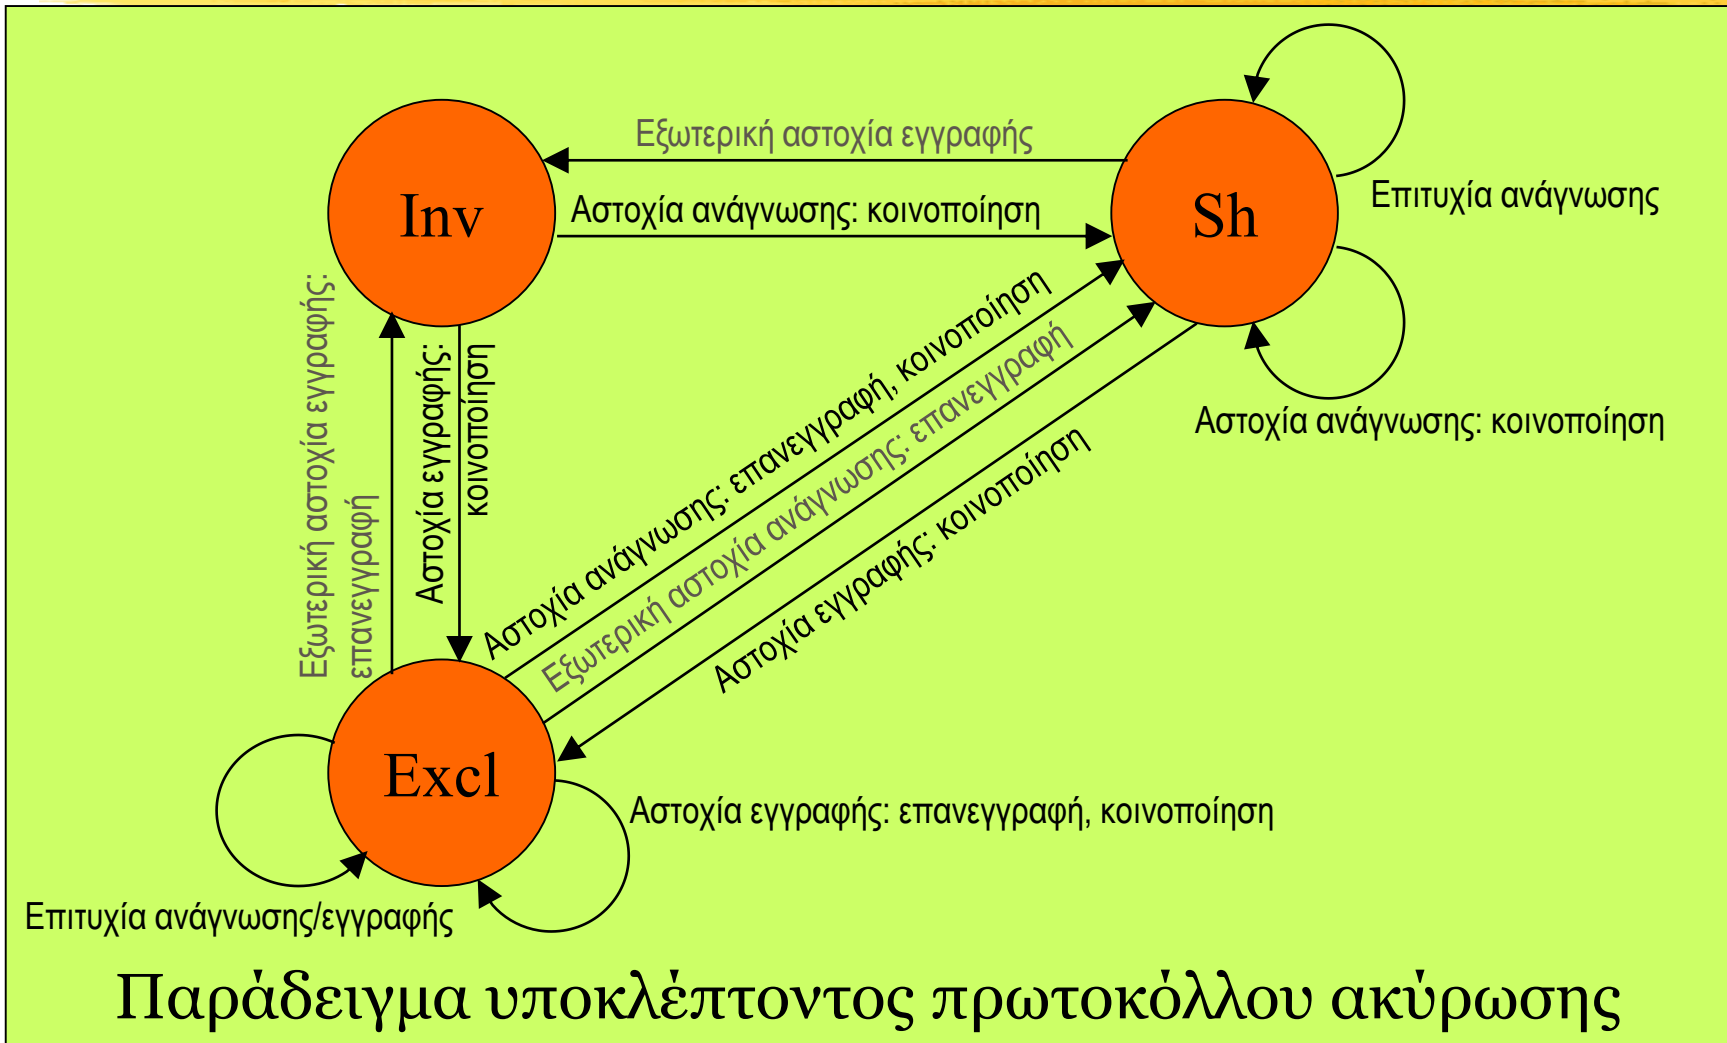 Εξωτερική αστοχία εγγραφής
Inv
Αστοχία ανάγνωσης: κοινοποίηση
Sh
Επιτυχία ανάγνωσης
Αστοχία ανάγνωσης: κοινοποίηση
Εξωτερική αστοχία εγγραφής:
επανεγγραφή
Αστοχία εγγραφής:
κοινοποίηση
Αστοχία ανάγνωσης: επανεγγραφή, κοινοποίηση
Εξωτερική αστοχία ανάγνωσης: επανεγγραφή
Αστοχία εγγραφής: κοινοποίηση
Excl
Αστοχία εγγραφής: επανεγγραφή, κοινοποίηση
Επιτυχία ανάγνωσης/εγγραφής
Παράδειγμα υποκλέπτοντος πρωτοκόλλου ακύρωσης